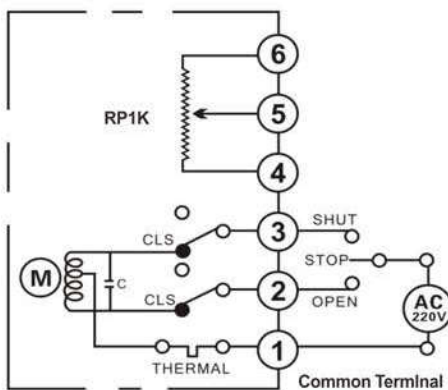 6
RP1K
5
4
3
SHUT
CLS
STOP
M
C
AC
220V
CLS
2
OPEN
1
THERMAL
Common Terminal